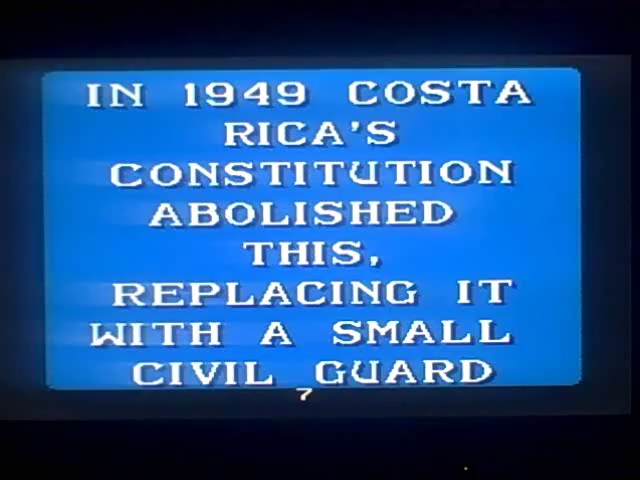 IN 1949 COSTA
RICA'S
CONSTITUTION
ABOLISHED
THIS,
REPLACING IT
WITH A SMALL
CIVIL GUARD
7